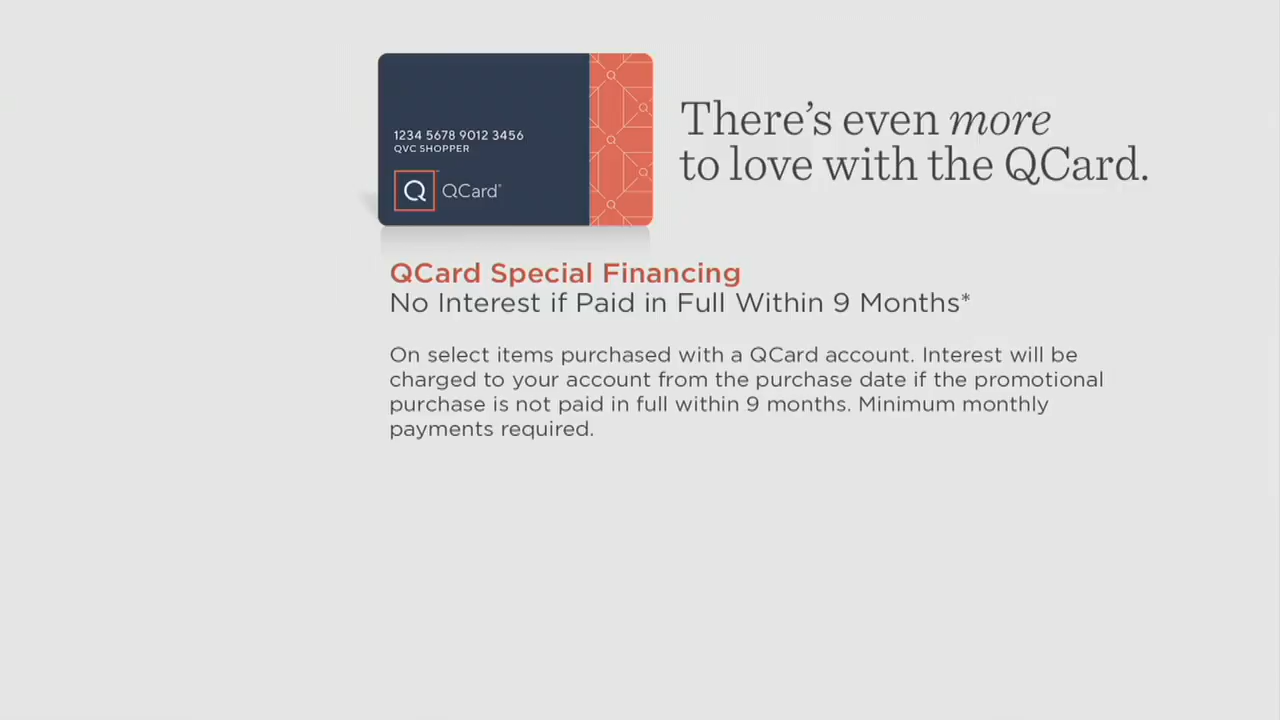 1234 5678 9012 3456
QVC SHOPPER
Q QCard®
There's even more
to love with the QCard.
QCard Special Financing
No Interest if Paid in Full Within 9 Months*
On select items purchased with a QCard account. Interest will be
charged to your account from the purchase date if the promotional
purchase is not paid in full within 9 months. Minimum monthly
payments required.